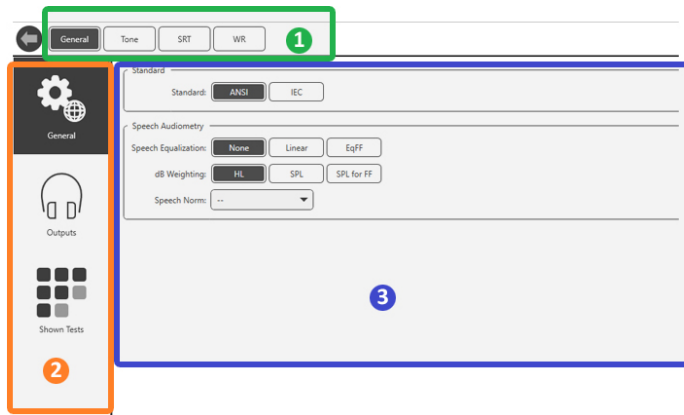 General Tone SRT WR 1
Standard
Standard: ANSI IEC
General
Speech Audiometry
Speech Equalization: None Linear EqFF
dB Weighting: HL SPL SPL for FF
Speech Norm: --
Outputs
3
Shown Tests
2